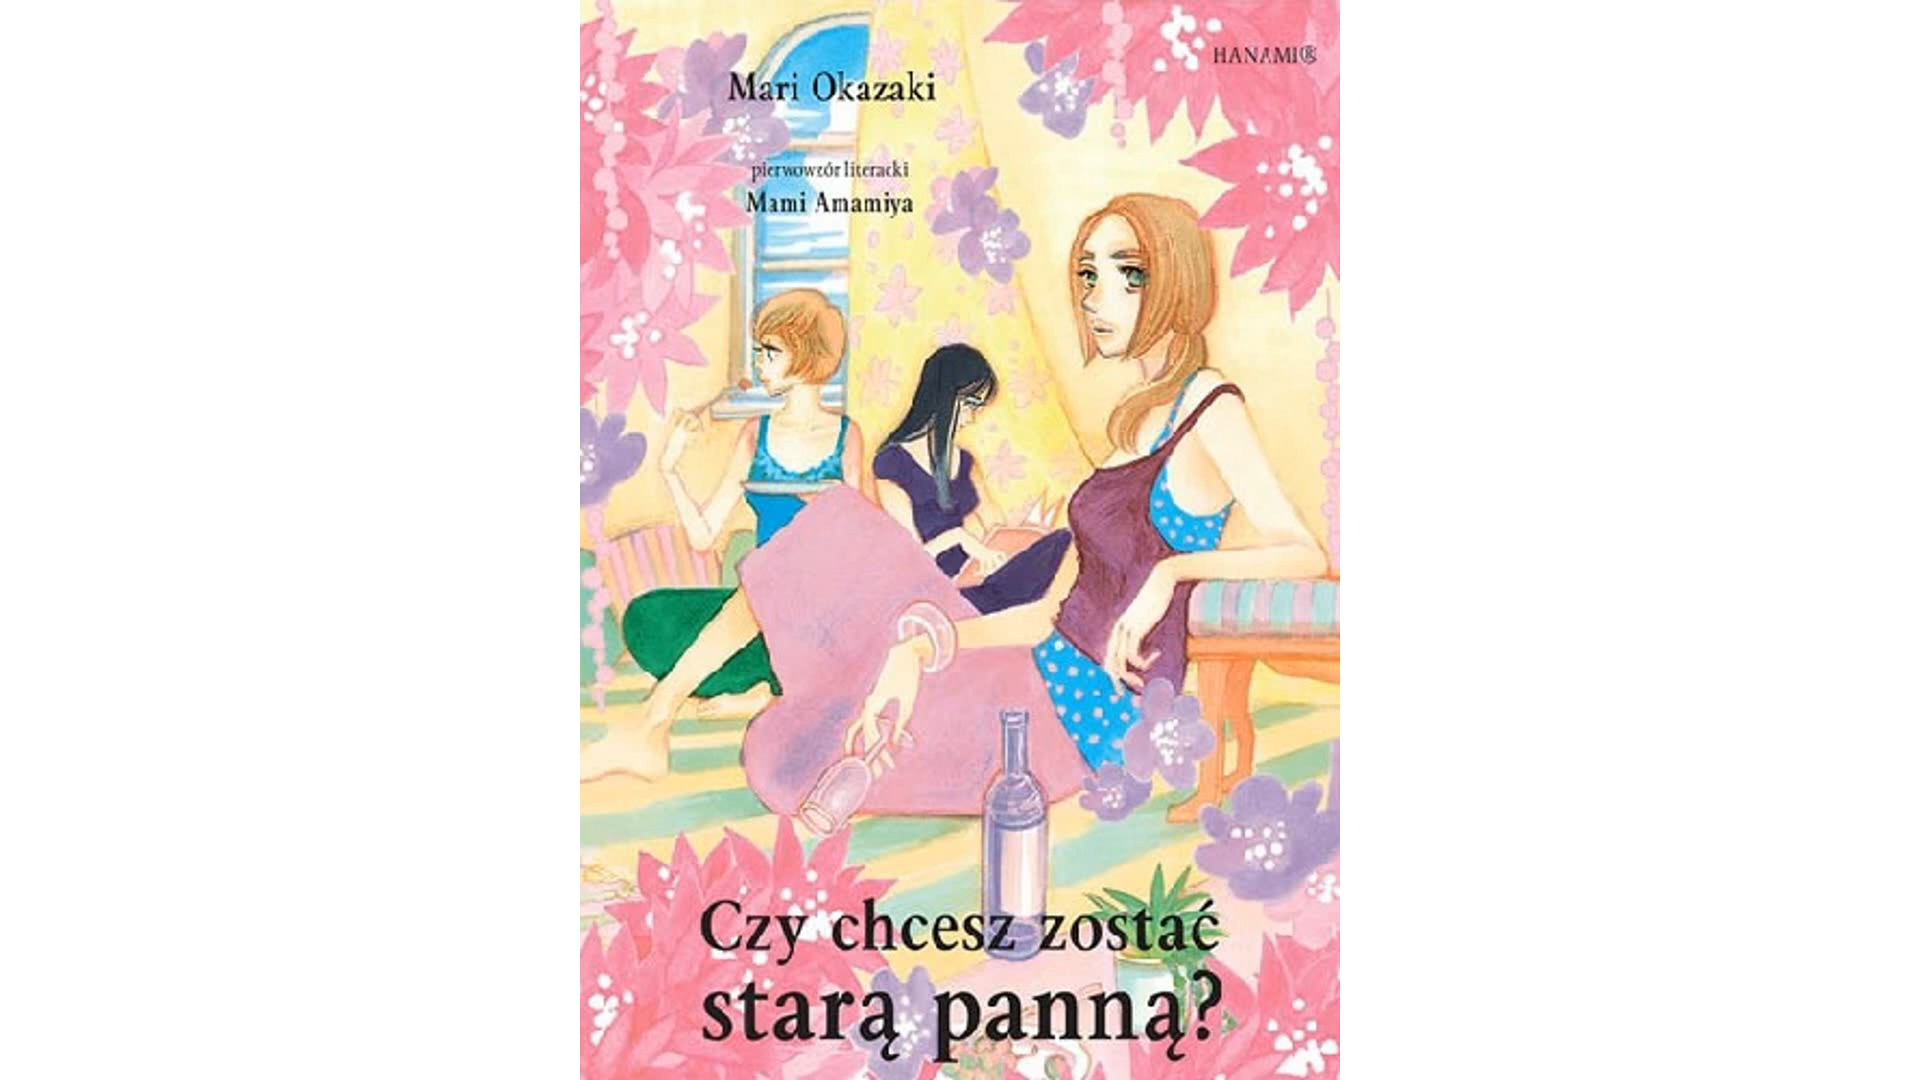 HANAMI®
Mari Okazaki
pierwowzór literacki
Mami Amamiya
Czy chcesz zostać
starą panną?